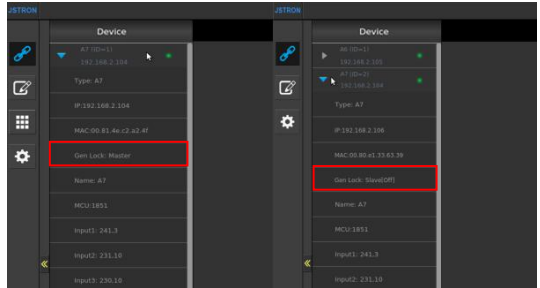 JSTRON
Device
A7 (ID=1)
192.168.2.104
Type: A7
IP:192.168.2.104
MAC:00.81.4e.c2.a2.4f
Gen Lock: Master
Name: A7
MCU:1851
Input1: 241.3
Input2: 231.10
Input3: 230.10
JSTRON
Device
A6 (ID=1)
192.168.2.105
A7 (ID=2)
192.168.2.104
Type: A7
IP:192.168.2.106
MAC:00.80.e1.33.63.39
Gen Lock: Slave[Off]
Name: A7
MCU:1851
Input1: 241.3
Input2: 231.10